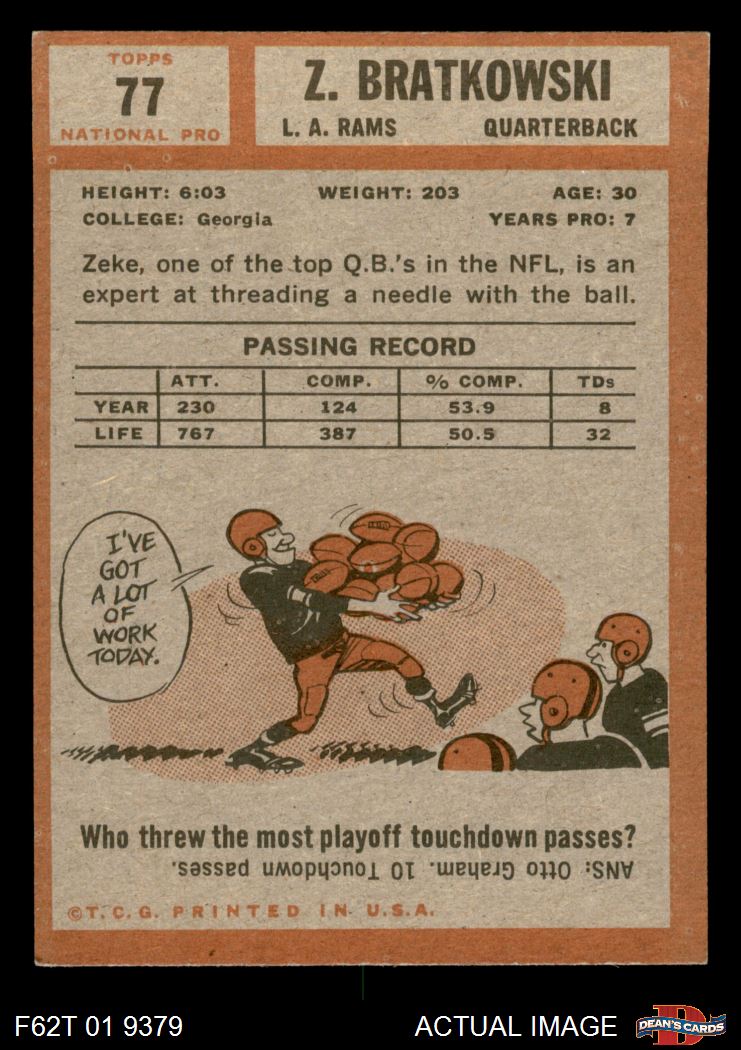 TOPPS
77
NATIONAL PRO
Z. BRATKOWSKI
L. A. RAMS QUARTERBACK
HEIGHT: 6:03 WEIGHT: 203 AGE: 30
COLLEGE: Georgia YEARS PRO: 7
Zeke, one of the top Q.B.'s in the NFL, is an
expert at threading a needle with the ball.
PASSING RECORD
ATT. COMP. % COMP. TDs
YEAR 230 124 53.9 8
LIFE 767 387 50.5 32
I'VE
GOT
A LOT
OF
WORK
TODAY.
Who threw the most playoff touchdown passes?
ANS: Otto Graham. 10 Touchdown passes.
©T.C.G. PRINTED IN U.S.A.
F62T 01 9379 ACTUAL IMAGE DEAN'S CARDS